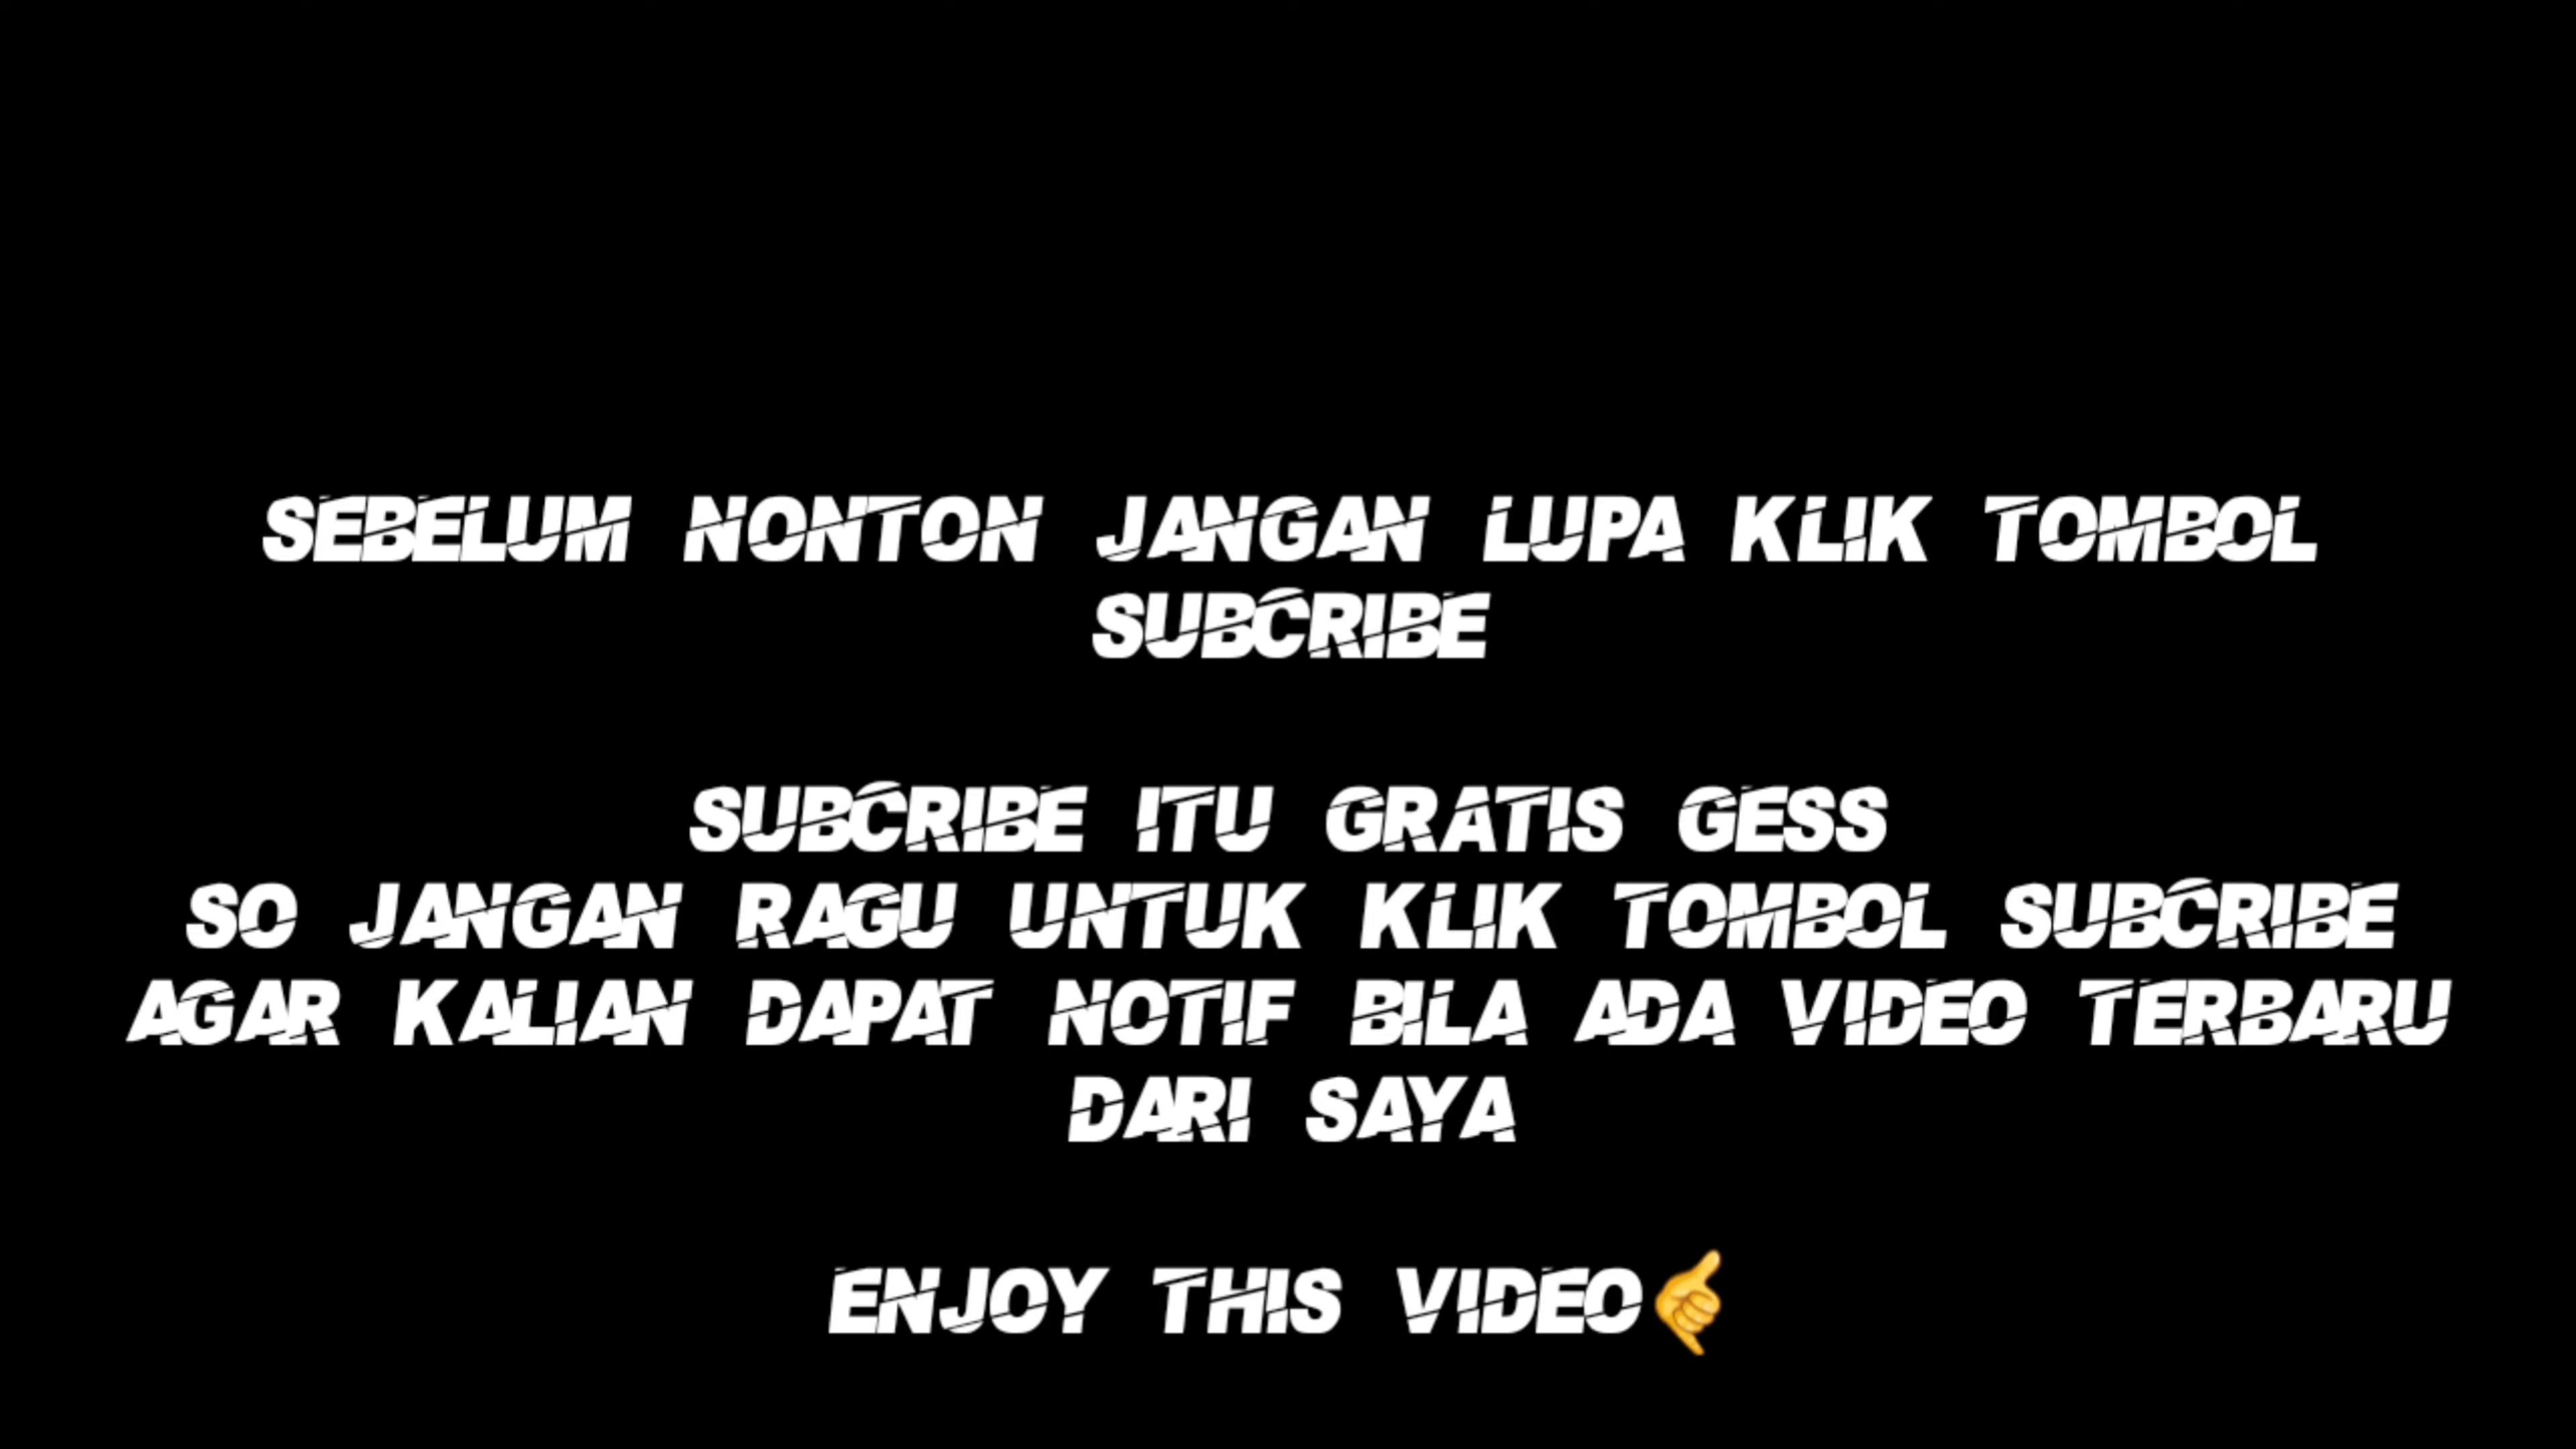 SEBELUM NONTON JANGAN LUPA KLIK TOMBOL
SUBCRIBE
SUBCRIBE ITU GRATIS GESS
SO JANGAN RAGU UNTUK KLIK TOMBOL SUBCRIBE
AGAR KALIAN DAPAT NOTIF BILA ADA VIDEO TERBARU
DARI SAYA
ENJOY THIS VIDEO🤙